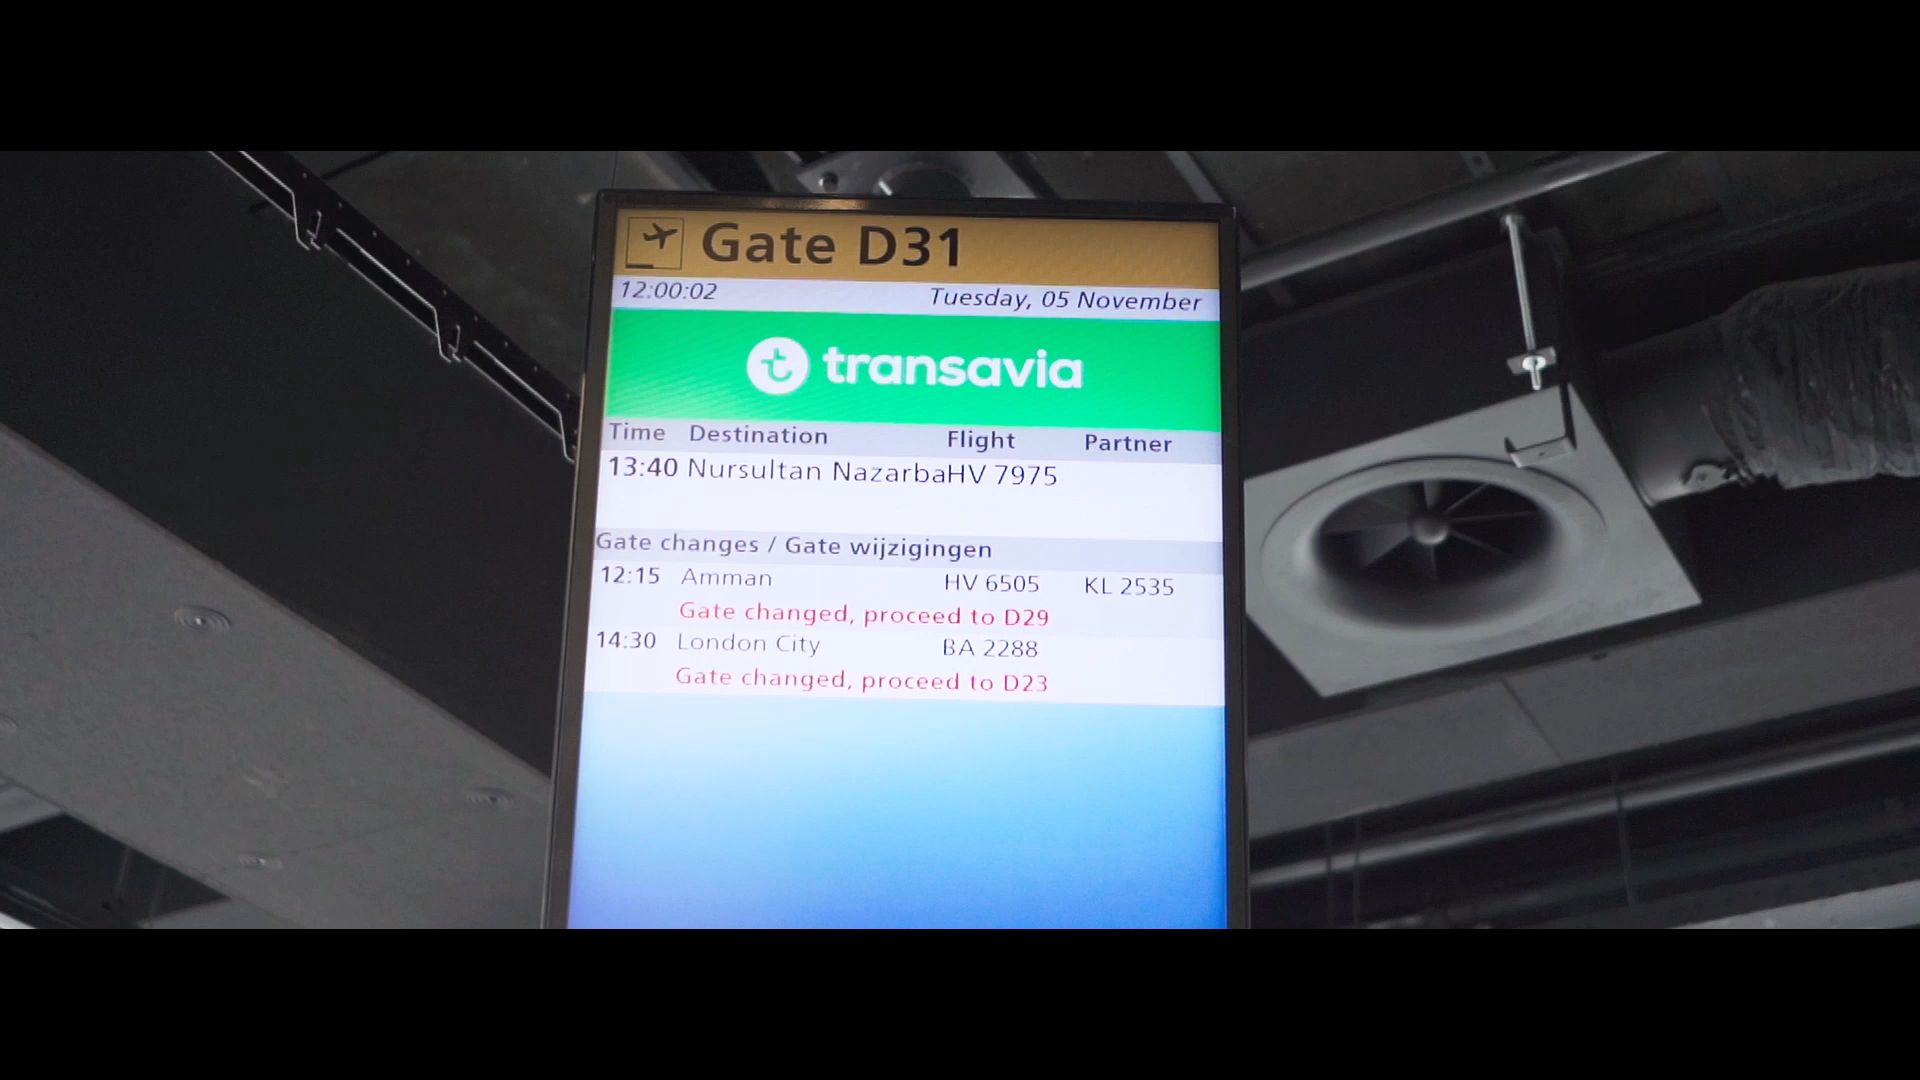 Gate D31
12:00:02 Tuesday, 05 November
transavia
Time Destination Flight Partner
13:40 Nursultan NazarbaHV 7975
Gate changes / Gate wijzigingen
12:15 Amman HV 6505 KL 2535
Gate changed, proceed to D29
14:30 London City BA 2288
Gate changed, proceed to D23